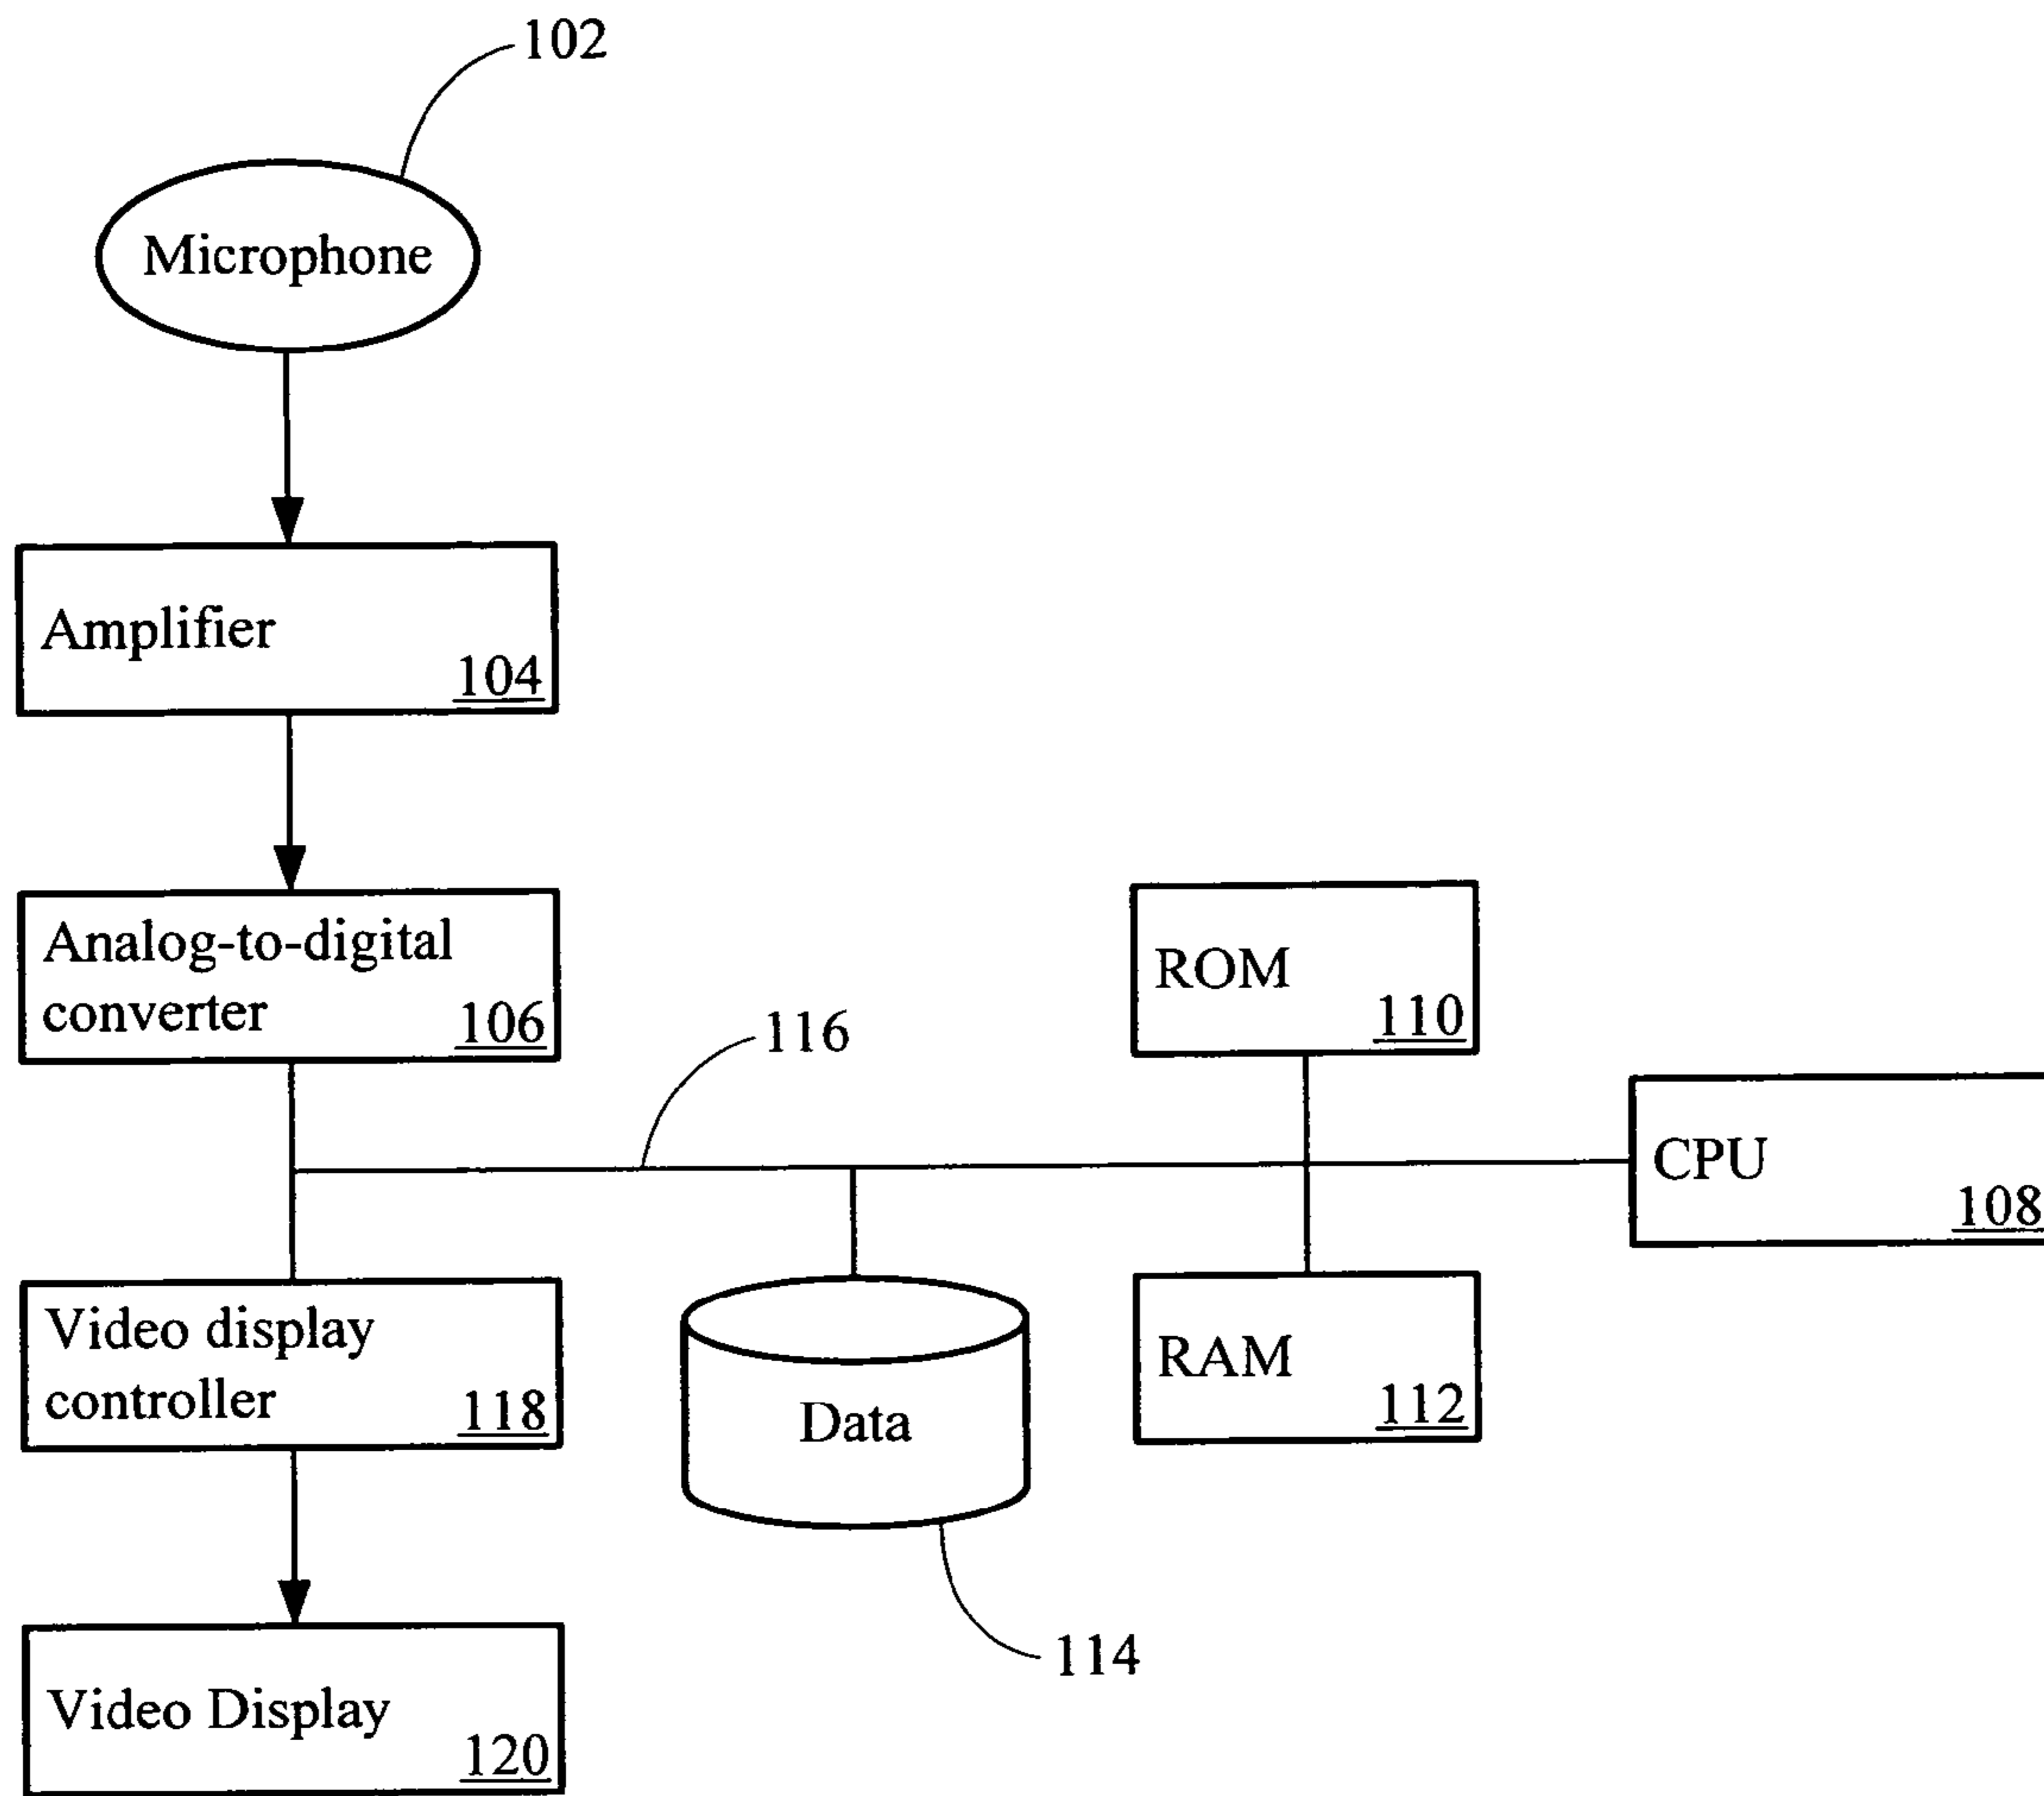 102
Microphone
Amplifier
104
Analog-to-digital
converter
106
116
ROM
110
CPU
108
Video display
controller
118
Data
RAM
112
114
Video Display
120